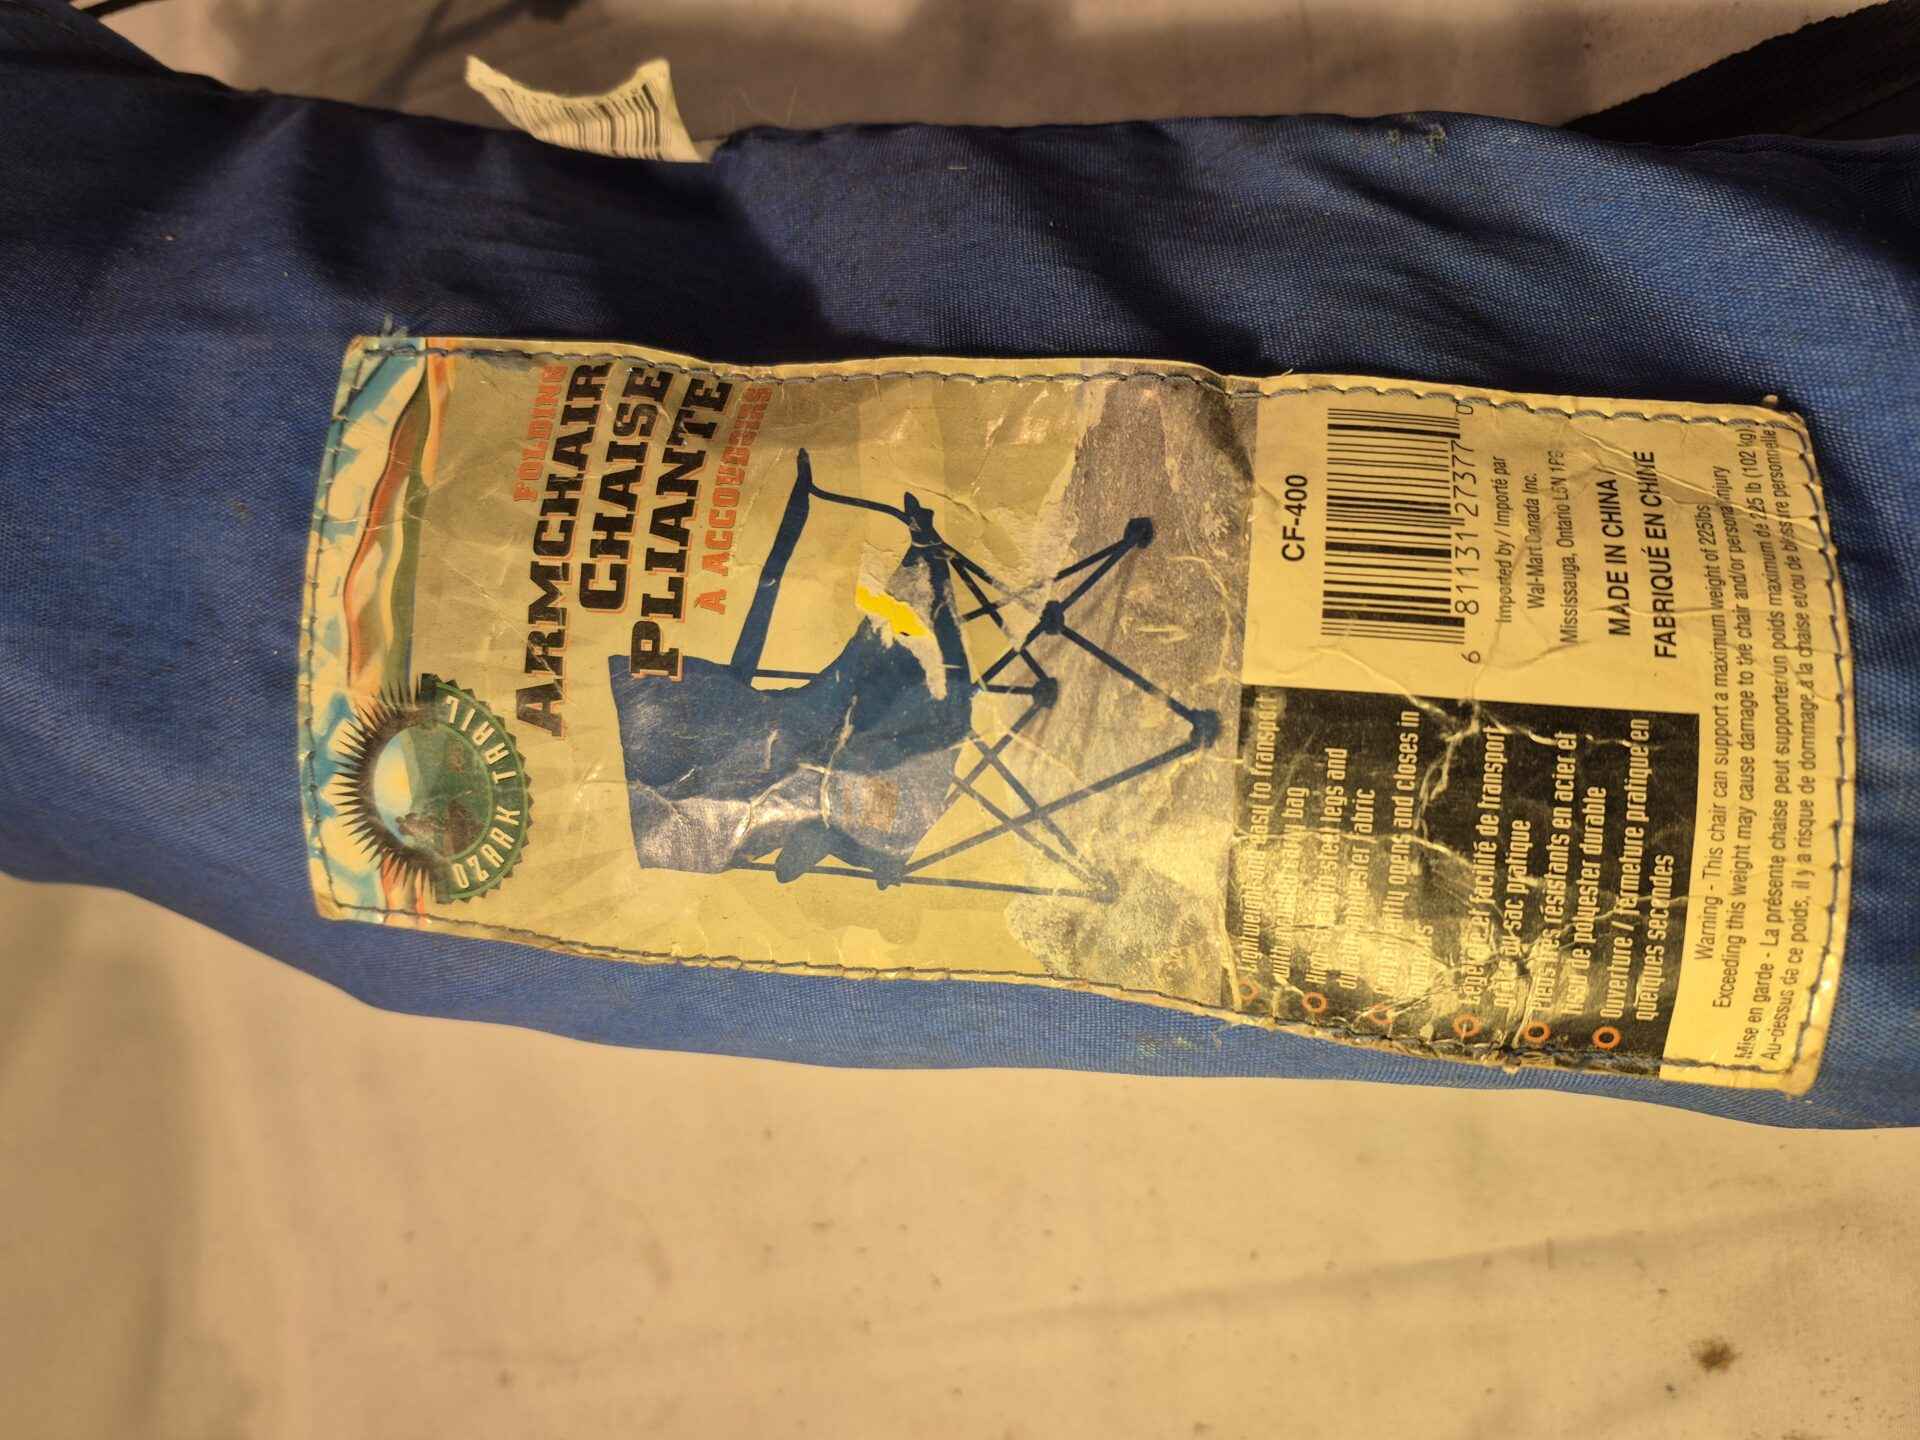 OZARK TRAIL
FOLDING
ARMCHAIR
CHAISE
PLIANTE
À ACCOUDOIRS
Lightweight and easy to transport
with shoulder bag
steel legs and
polyester fabric
opens and closes in
Léger et facilité de transport
grâce au sac pratique
Pieds très résistants en acier et
tissu de polyester durable
Ouverture / fermeture pratique en
quelques secondes
CF-400
6 81131 27377 0
Imported by / Importé par
Wal-Mart Canada Inc.
Mississauga, Ontario L5N 1P9
MADE IN CHINA
FABRIQUÉ EN CHINE
Warning - This chair can support a maximum weight of 225lbs
Exceeding this weight may cause damage to the chair and/or personal injury
Mise en garde - La présente chaise peut supporter un poids maximum de 225 lb (102 kg).
Au-dessus de ce poids, il y a risque de dommage à la chaise et/ou de blessure personnelle.